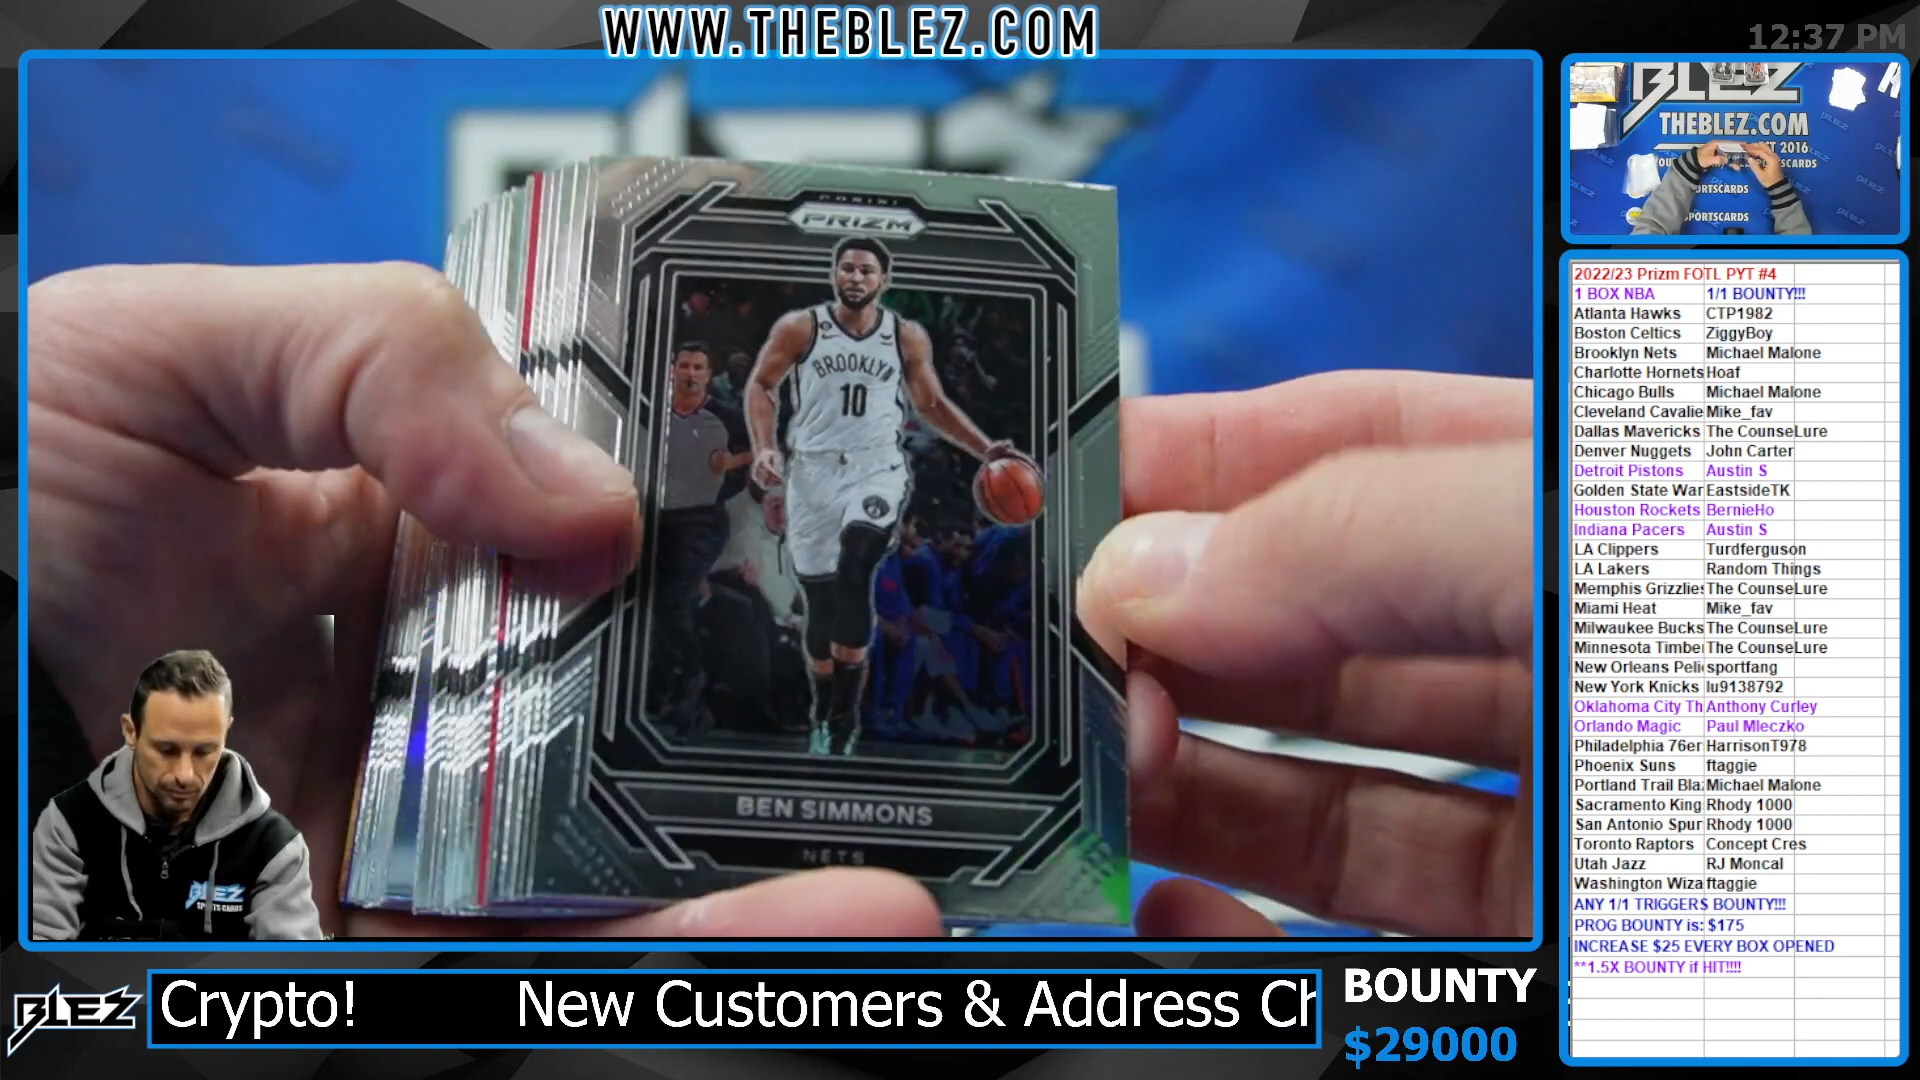 WWW.THEBLEZ.COM
12:37 PM
PANINI
PRIZM
BROOKLYN
10
BEN SIMMONS
NETS
BLEZ
THEBLEZ.COM
ST 2016
SPORTSCARDS
2022/23 Prizm FOTL PYT #4
1 BOX NBA 1/1 BOUNTY!!!
Atlanta Hawks CTP1982
Boston Celtics ZiggyBoy
Brooklyn Nets Michael Malone
Charlotte Hornets Hoaf
Chicago Bulls Michael Malone
Cleveland Cavalie Mike_fav
Dallas Mavericks The CounseLure
Denver Nuggets John Carter
Detroit Pistons Austin S
Golden State War EastsideTK
Houston Rockets BernieHo
Indiana Pacers Austin S
LA Clippers Turdferguson
LA Lakers Random Things
Memphis Grizzlies The CounseLure
Miami Heat Mike_fav
Milwaukee Bucks The CounseLure
Minnesota Timbe The CounseLure
New Orleans Peli sportfang
New York Knicks lu9138792
Oklahoma City Th Anthony Curley
Orlando Magic Paul Mleczko
Philadelphia 76er HarrisonT978
Phoenix Suns ftaggie
Portland Trail Bla Michael Malone
Sacramento King Rhody 1000
San Antonio Spur Rhody 1000
Toronto Raptors Concept Cres
Utah Jazz RJ Moncal
Washington Wiza ftaggie
ANY 1/1 TRIGGERS BOUNTY!!!
PROG BOUNTY is: $175
INCREASE $25 EVERY BOX OPENED
**1.5X BOUNTY if HIT!!!!
BLEZ
SPORTS CARDS
BLEZ
Crypto! New Customers & Address Ch
BOUNTY
$29000